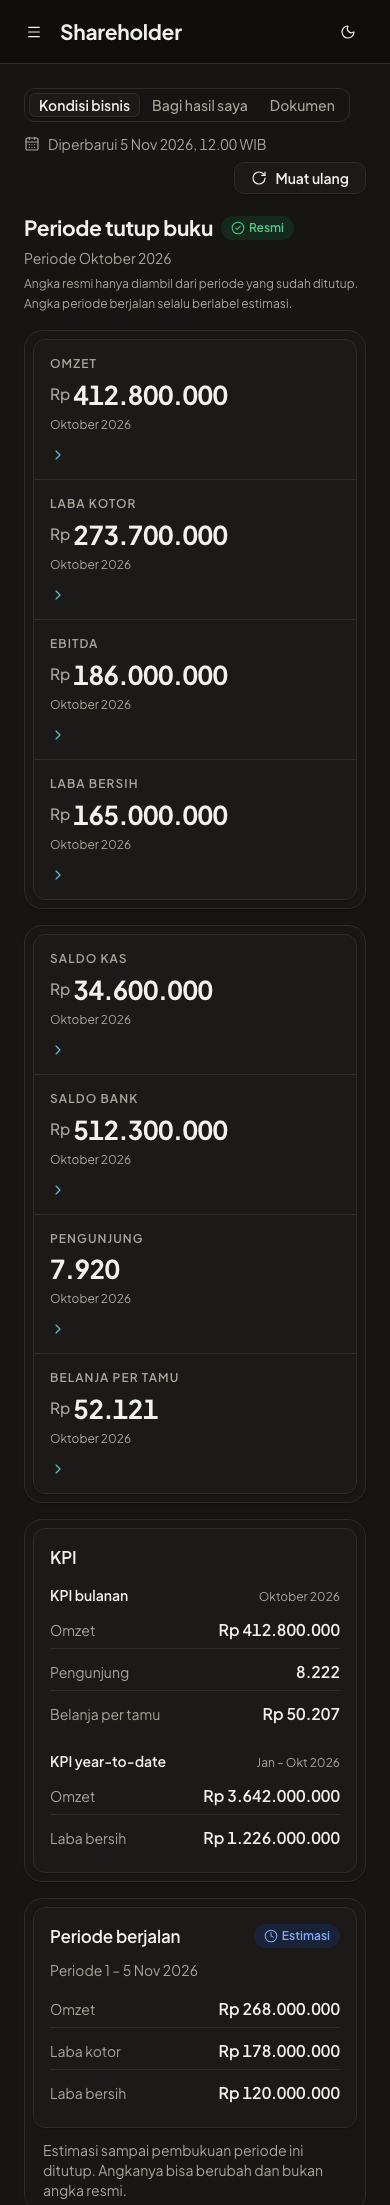 Shareholder
Kondisi bisnis Bagi hasil saya Dokumen
Diperbarui 5 Nov 2026, 12.00 WIB
Muat ulang
Periode tutup buku Resmi
Periode Oktober 2026
Angka resmi hanya diambil dari periode yang sudah ditutup.
Angka periode berjalan selalu berlabel estimasi.
OMZET
Rp 412.800.000
Oktober 2026
LABA KOTOR
Rp 273.700.000
Oktober 2026
EBITDA
Rp 186.000.000
Oktober 2026
LABA BERSIH
Rp 165.000.000
Oktober 2026
SALDO KAS
Rp 34.600.000
Oktober 2026
SALDO BANK
Rp 512.300.000
Oktober 2026
PENGUNJUNG
7.920
Oktober 2026
BELANJA PER TAMU
Rp 52.121
Oktober 2026
KPI
KPI bulanan Oktober 2026
Omzet Rp 412.800.000
Pengunjung 8.222
Belanja per tamu Rp 50.207
KPI year-to-date Jan – Okt 2026
Omzet Rp 3.642.000.000
Laba bersih Rp 1.226.000.000
Periode berjalan Estimasi
Periode 1 – 5 Nov 2026
Omzet Rp 268.000.000
Laba kotor Rp 178.000.000
Laba bersih Rp 120.000.000
Estimasi sampai pembukuan periode ini
ditutup. Angkanya bisa berubah dan bukan
angka resmi.